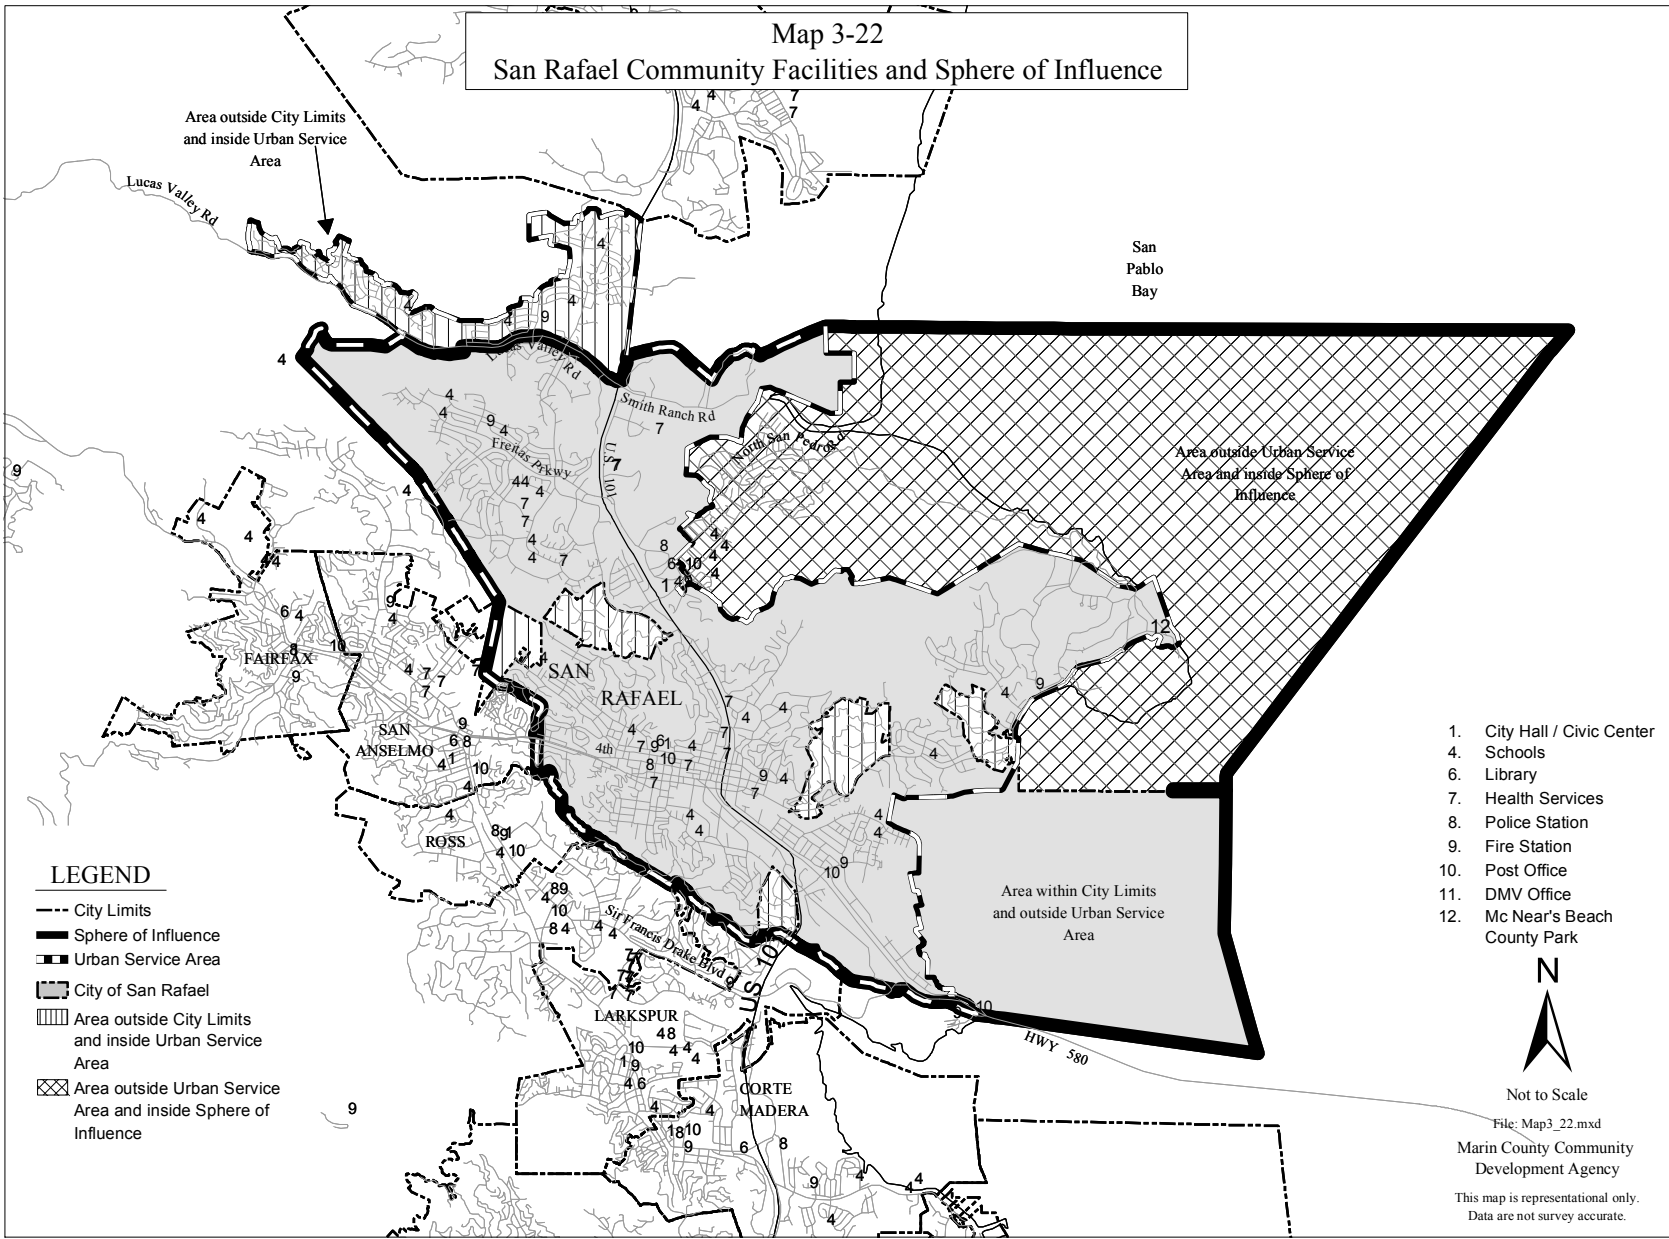 Map 3-22
San Rafael Community Facilities and Sphere of Influence
Area outside City Limits
and inside Urban Service
Area
Lucas Valley Rd
San
Pablo
Bay
Lucas Valley Rd
Smith Ranch Rd
Freitas Prkwy
U.S. 101
North San Pedro Rd
Area outside Urban Service
Area and inside Sphere of
Influence
FAIRFAX
SAN
RAFAEL
SAN
ANSELMO
4th
ROSS
Area within City Limits
and outside Urban Service
Area
Sir Francis Drake Blvd
US 10
LARKSPUR
HWY 580
CORTE
MADERA
LEGEND
City Limits
Sphere of Influence
Urban Service Area
City of San Rafael
Area outside City Limits
and inside Urban Service
Area
Area outside Urban Service
Area and inside Sphere of
Influence
1. City Hall / Civic Center
4. Schools
6. Library
7. Health Services
8. Police Station
9. Fire Station
10. Post Office
11. DMV Office
12. Mc Near's Beach
County Park
N
Not to Scale
File: Map3_22.mxd
Marin County Community
Development Agency
This map is representational only.
Data are not survey accurate.